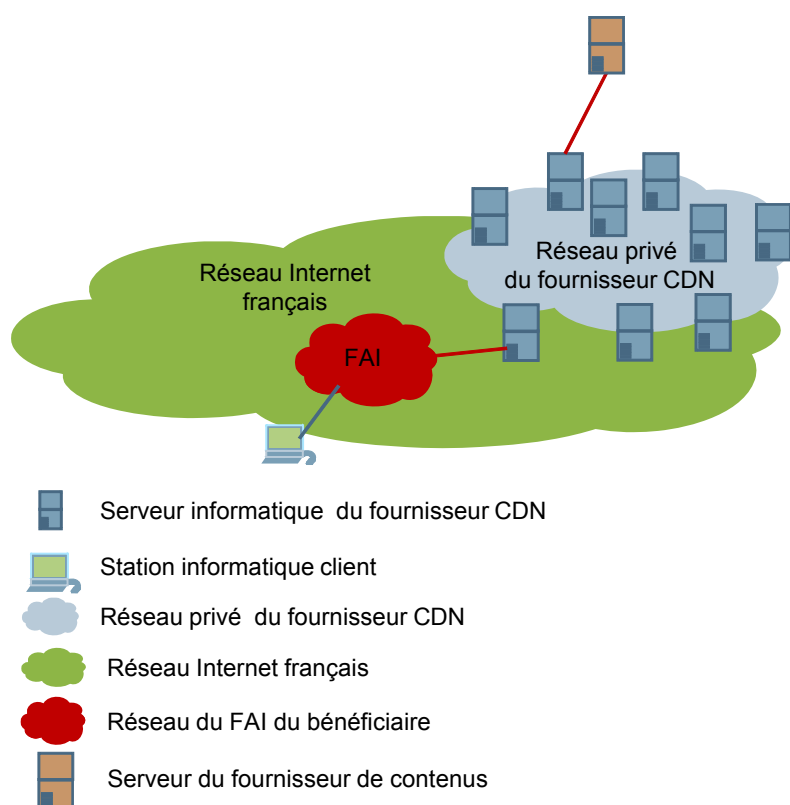 Réseau privé
du fournisseur CDN
Réseau Internet
français
FAI
Serveur informatique du fournisseur CDN
Station informatique client
Réseau privé du fournisseur CDN
Réseau Internet français
Réseau du FAI du bénéficiaire
Serveur du fournisseur de contenus